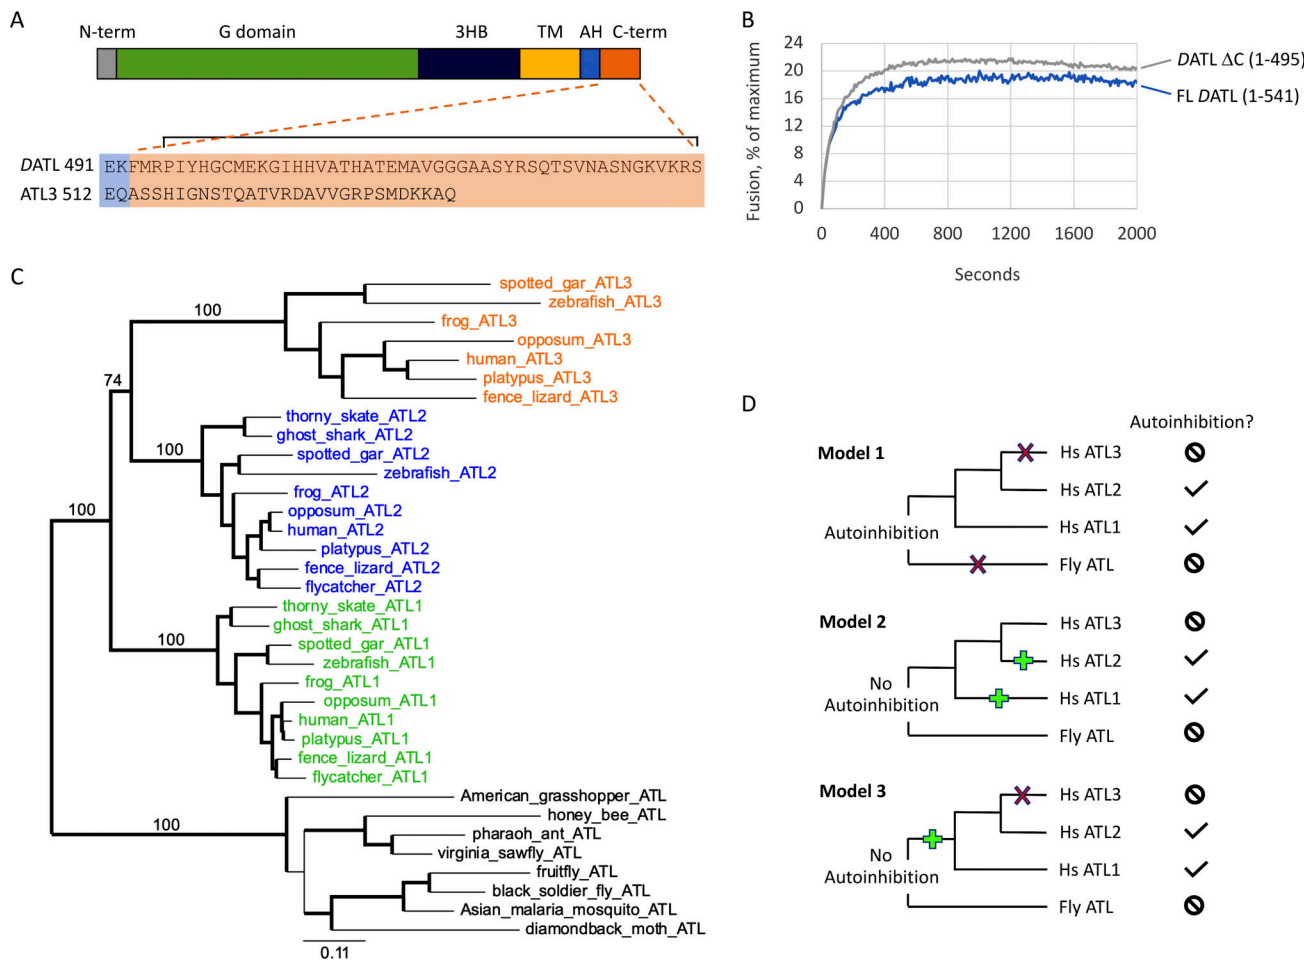 A
N-term G domain 3HB TM AH C-term
DATL 491 EKFMRPIYHGCMEKGIHHVATHATEMAVGGGAASYRSQTSVNASNGKVKRS
ATL3 512 EQASSHIGNSTQATVRDAVVGRPSMDKKAQ
B
Fusion, % of maximum
24
20
16
12
8
4
0
0 400 800 1200 1600 2000
Seconds
DATL ΔC (1-495)
FL DATL (1-541)
C
100
74
100
100
100
100
spotted_gar_ATL3
zebrafish_ATL3
frog_ATL3
opposum_ATL3
human_ATL3
platypus_ATL3
fence_lizard_ATL3
thorny_skate_ATL2
ghost_shark_ATL2
spotted_gar_ATL2
zebrafish_ATL2
frog_ATL2
opposum_ATL2
human_ATL2
platypus_ATL2
fence_lizard_ATL2
flycatcher_ATL2
thorny_skate_ATL1
ghost_shark_ATL1
spotted_gar_ATL1
zebrafish_ATL1
frog_ATL1
opposum_ATL1
human_ATL1
platypus_ATL1
fence_lizard_ATL1
flycatcher_ATL1
American_grasshopper_ATL
honey_bee_ATL
pharaoh_ant_ATL
virginia_sawfly_ATL
fruitfly_ATL
black_soldier_fly_ATL
Asian_malaria_mosquito_ATL
diamondback_moth_ATL
0.11
D
Autoinhibition?
Model 1
Autoinhibition
Hs ATL3
Hs ATL2
Hs ATL1
Fly ATL
Model 2
No
Autoinhibition
Hs ATL3
Hs ATL2
Hs ATL1
Fly ATL
Model 3
No
Autoinhibition
Hs ATL3
Hs ATL2
Hs ATL1
Fly ATL